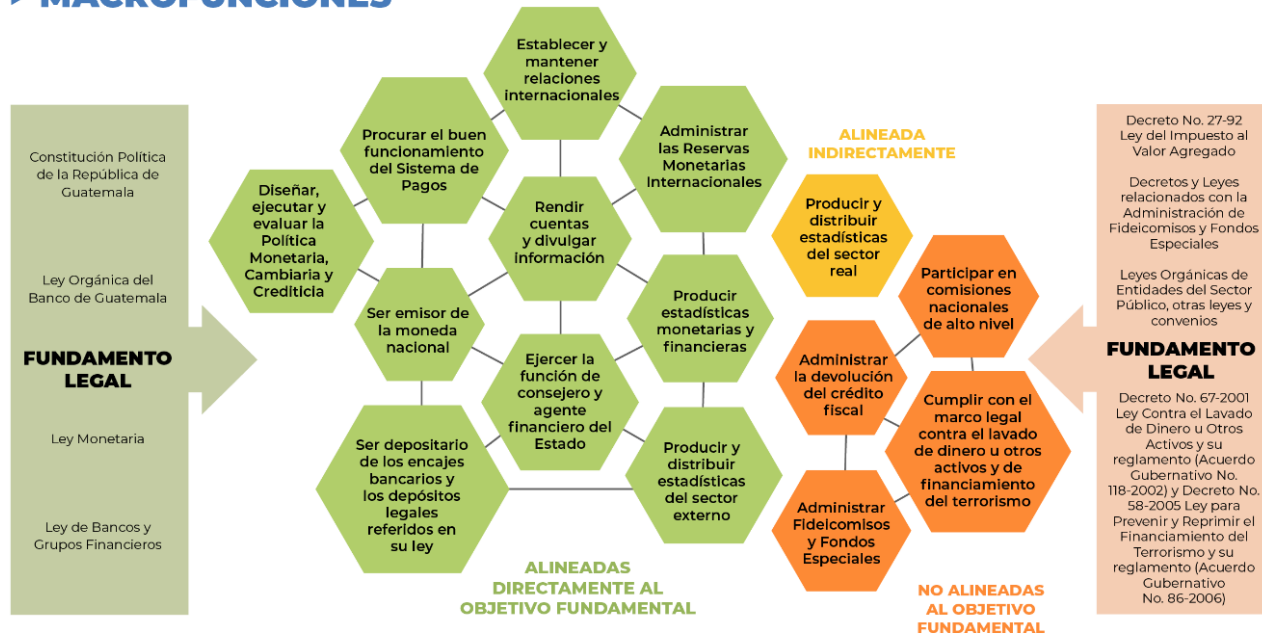 MACROFUNCIONES
Constitución Política
de la República de
Guatemala
Ley Orgánica del
Banco de Guatemala
FUNDAMENTO
LEGAL
Ley Monetaria
Ley de Bancos y
Grupos Financieros
Establecer y
mantener
relaciones
internacionales
Procurar el buen
funcionamiento
del Sistema de
Pagos
Administrar
las Reservas
Monetarias
Internacionales
Diseñar,
ejecutar y
evaluar la
Política
Monetaria,
Cambiaria y
Crediticia
Rendir
cuentas
y divulgar
información
Ser emisor de
la moneda
nacional
Producir
estadísticas
monetarias y
financieras
Ejercer la
función de
consejero y
agente
financiero del
Estado
Ser depositario
de los encajes
bancarios y
los depósitos
legales
referidos en
su ley
Producir y
distribuir
estadísticas
del sector
externo
ALINEADAS
DIRECTAMENTE AL
OBJETIVO FUNDAMENTAL
ALINEADA
INDIRECTAMENTE
Producir y
distribuir
estadísticas
del sector
real
Participar en
comisiones
nacionales
de alto nivel
Administrar
la devolución
del crédito
fiscal
Cumplir con el
marco legal
contra el lavado
de dinero u otros
activos y de
financiamiento
del terrorismo
Administrar
Fideicomisos
y Fondos
Especiales
NO ALINEADAS
AL OBJETIVO
FUNDAMENTAL
Decreto No. 27-92
Ley del Impuesto al
Valor Agregado
Decretos y Leyes
relacionados con la
Administración de
Fideicomisos y Fondos
Especiales
Leyes Orgánicas de
Entidades del Sector
Público, otras leyes y
convenios
FUNDAMENTO
LEGAL
Decreto No. 67-2001
Ley Contra el Lavado
de Dinero u Otros
Activos y su
reglamento (Acuerdo
Gubernativo No.
118-2002) y Decreto No.
58-2005 Ley para
Prevenir y Reprimir el
Financiamiento del
Terrorismo y su
reglamento (Acuerdo
Gubernativo
No. 86-2006)